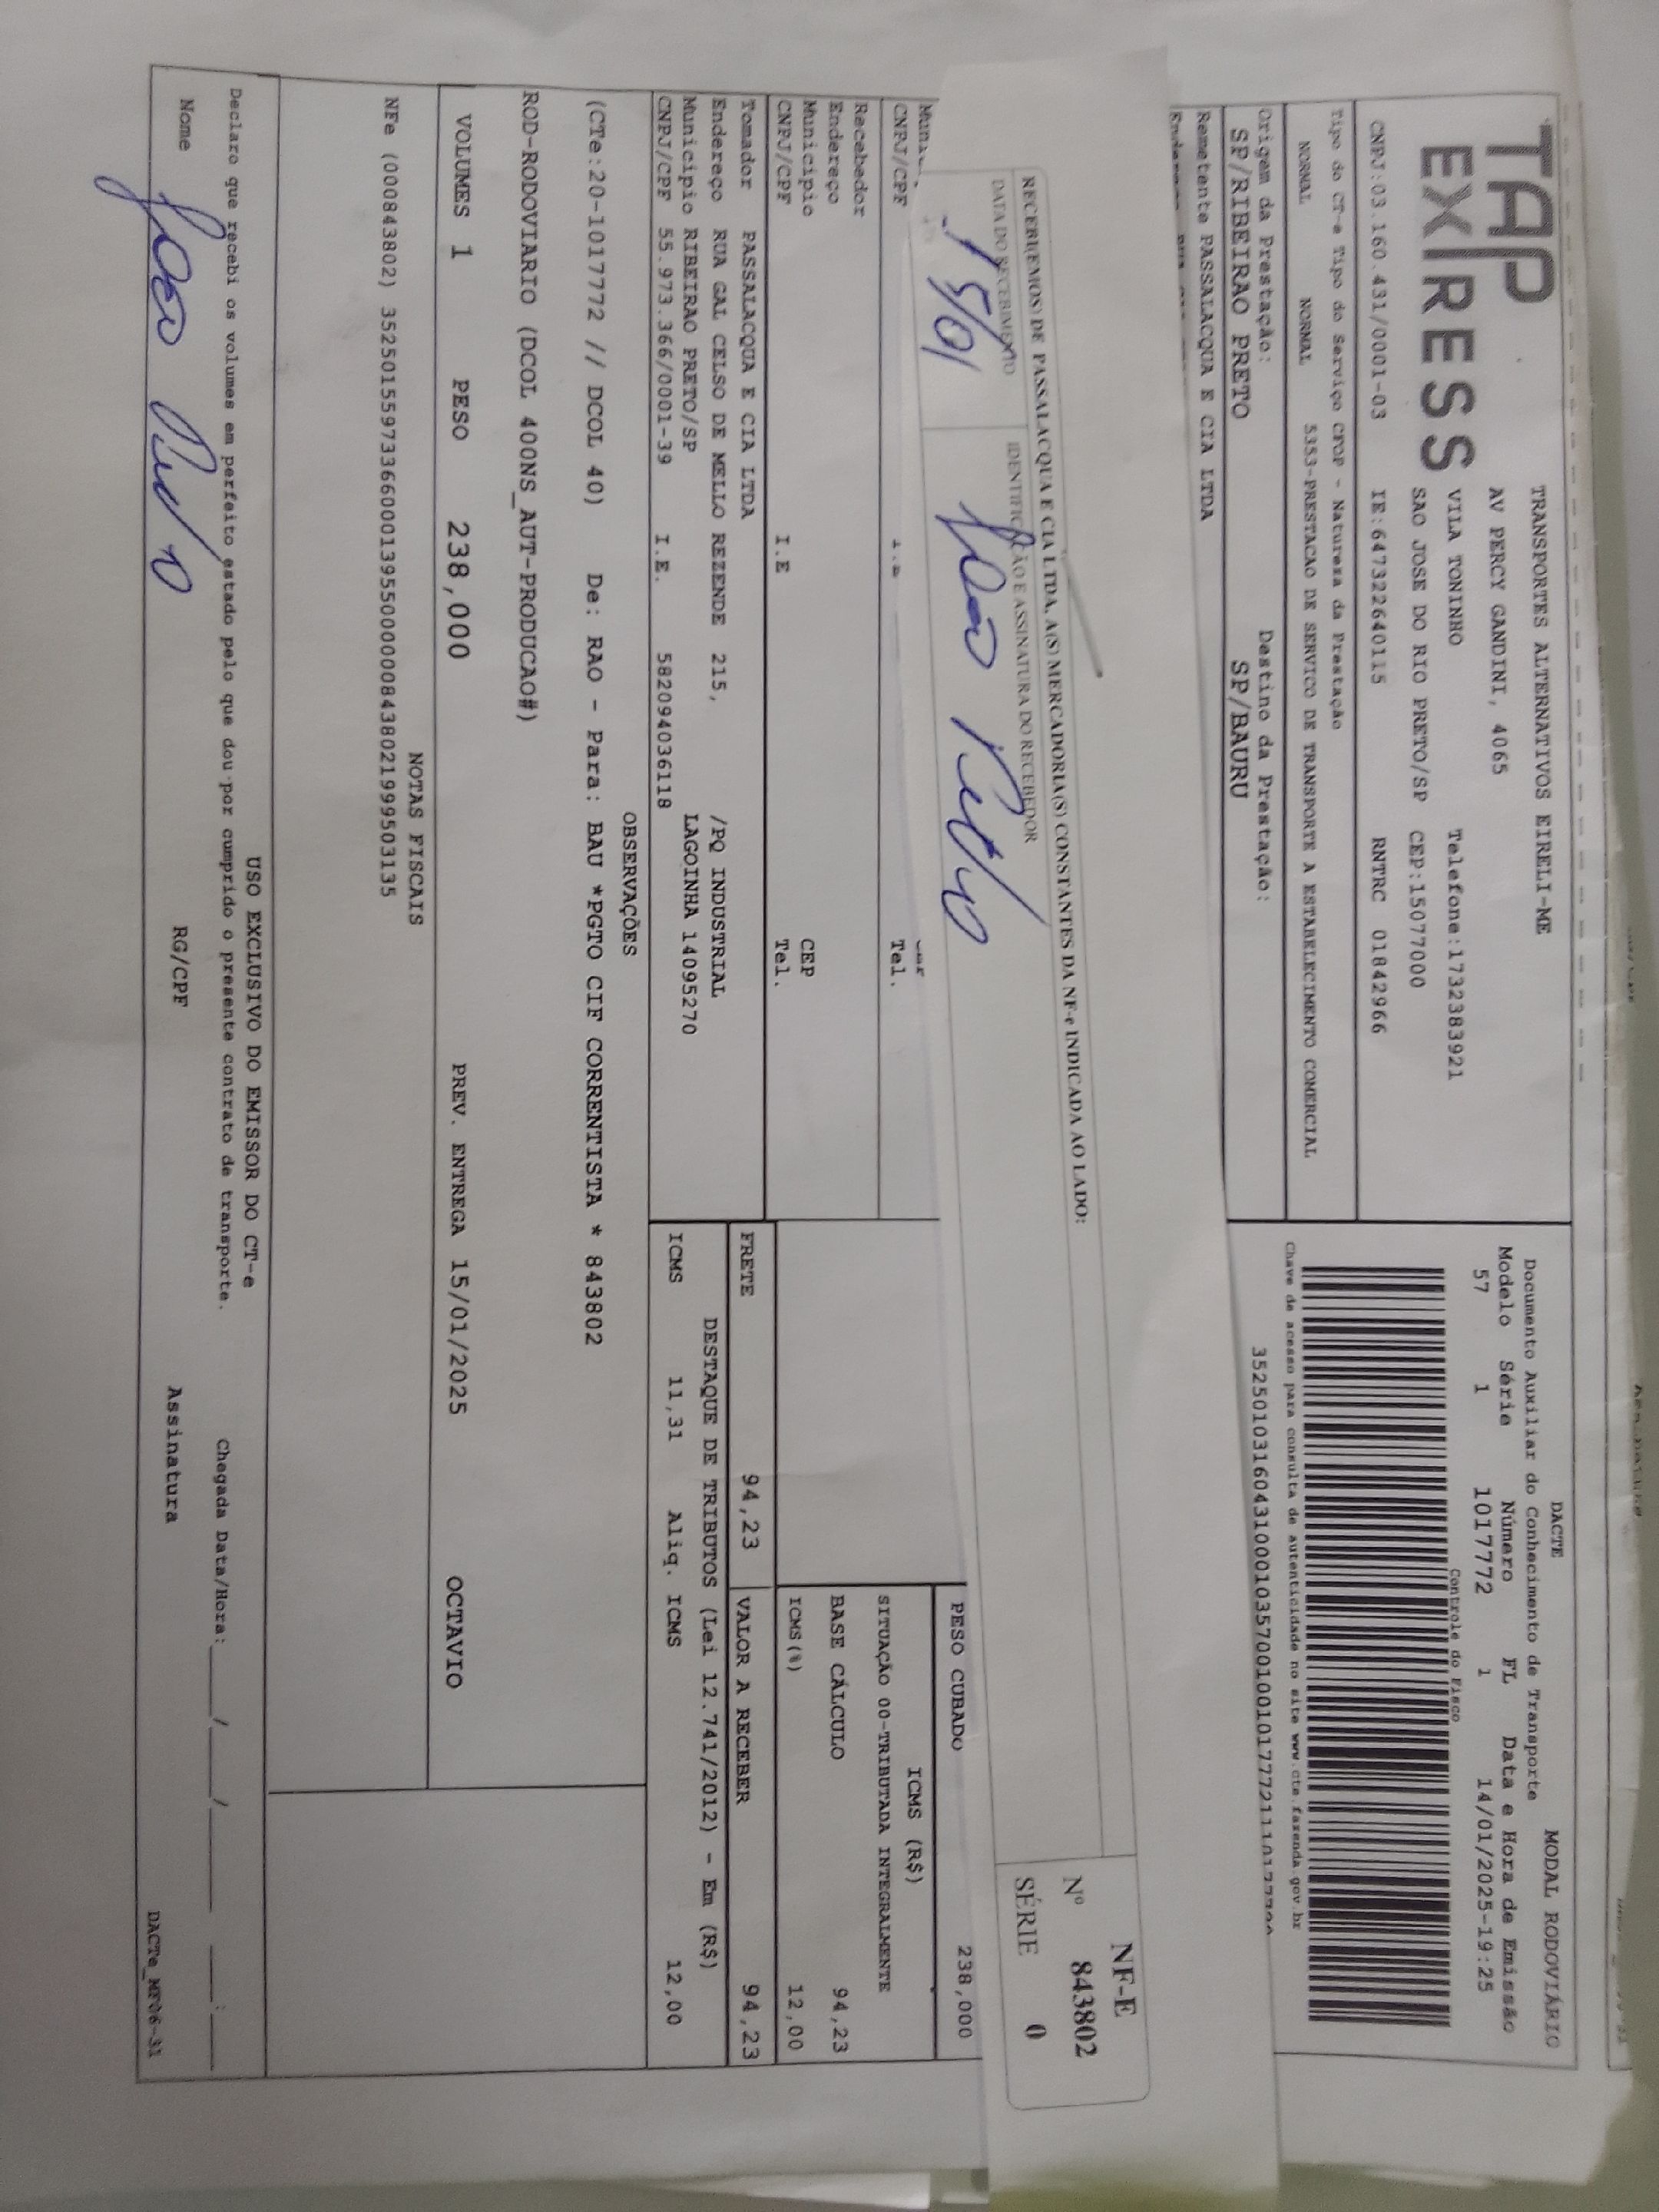 TAP EXPRESS
TRANSPORTES ALTERNATIVOS EIRELI-ME
AV PERCY GANDINI, 4065
VILA TONINHO Telefone:1732383921
SAO JOSE DO RIO PRETO/SP CEP:15077000
CNPJ:03.160.431/0001-03 IE:647322640115 RNTRC 01842966
DACTE MODAL RODOVIÁRIO
Documento Auxiliar do Conhecimento de Transporte
Modelo Série Número FL Data e Hora de Emissão
57 1 1017772 1 14/01/2025-19:25
Controle do Fisco
Chave de acesso para consulta de autenticidade no site www.cte.fazenda.gov.br
Tipo do CT-e Tipo do Serviço CFOP - Natureza da Prestação
NORMAL NORMAL 5353-PRESTACAO DE SERVICO DE TRANSPORTE A ESTABELECIMENTO COMERCIAL
Origem da Prestação: Destino da Prestação:
SP/RIBEIRAO PRETO SP/BAURU
Remetente PASSALACQUA E CIA LTDA
RECEBEMOS DE PASSALACQUA E CIA LTDA, A(S) MERCADORIA(S) CONSTANTES DA NF-e INDICADA AO LADO:
DATA DO RECEBIMENTO IDENTIFICAÇÃO E ASSINATURA DO RECEBEDOR
15/01 João
NF-E
Nº 843802
SÉRIE 0
CNPJ/CPF Tel.
Recebedor
Endereço
Municipio CEP
CNPJ/CPF I.E Tel.
PESO CUBADO 238,000
ICMS (R$)
SITUAÇÃO 00-TRIBUTADA INTEGRALMENTE
BASE CÁLCULO 94,23
ICMS(%) 12,00
Tomador PASSALACQUA E CIA LTDA
Endereço RUA GAL CELSO DE MELLO REZENDE 215, /PQ INDUSTRIAL
Municipio RIBEIRAO PRETO/SP LAGOINHA 14095270
CNPJ/CPF 55.973.366/0001-39 I.E. 582094036118
FRETE 94,23 VALOR A RECEBER 94,23
DESTAQUE DE TRIBUTOS (Lei 12.741/2012) - Em (R$)
ICMS 11,31 Aliq. ICMS 12,00
OBSERVAÇÕES
(CTe:20-1017772 // DCOL 40) De: RAO - Para: BAU *PGTO CIF CORRENTISTA * 843802
ROD-RODOVIARIO (DCOL 400NS_AUT-PRODUCAO#)
VOLUMES 1 PESO 238,000 PREV. ENTREGA 15/01/2025 OCTAVIO
NOTAS FISCAIS
NFe (000843802) 35250155973366000139550000008438021999503135
USO EXCLUSIVO DO EMISSOR DO CT-e
Declaro que recebi os volumes em perfeito estado pelo que dou por cumprido o presente contrato de transporte. Chegada Data/Hora:____/____/______ ____:____
Nome João RG/CPF Assinatura
DACTe_MF06-31